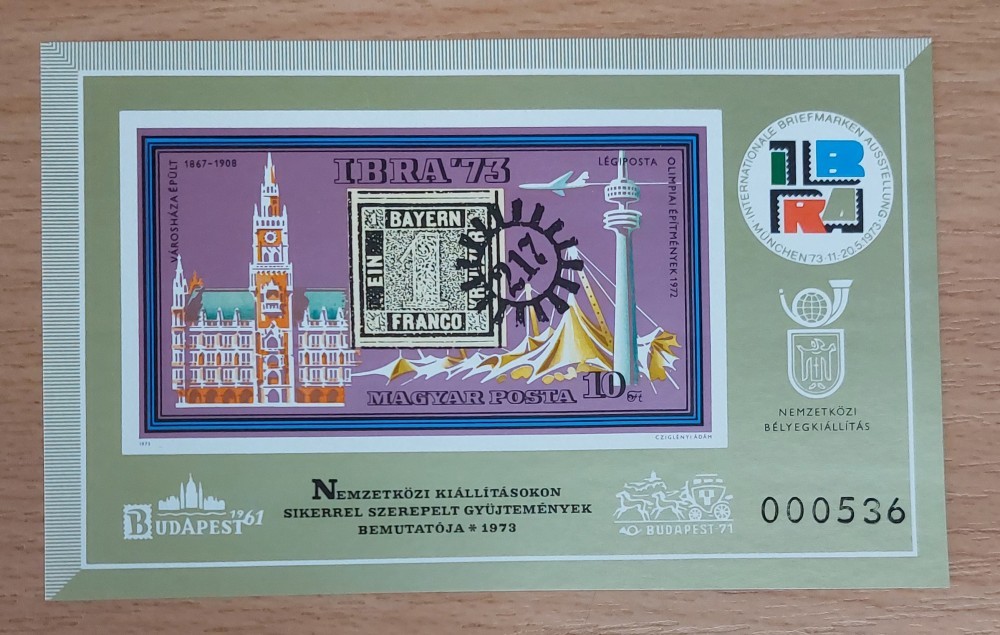 VÁROSHÁZA ÉPÜLT 1867-1908
IBRA'73
LÉGIPOSTA OLIMPIAI ÉPÍTMÉNYEK 1972
BAYERN
EIN
1
FRANCO
217
MAGYAR POSTA 10 Ft
1973
CZIGLÉNYI ÁDÁM
·INTERNATIONALE BRIEFMARKEN AUSSTELLUNG·
MÜNCHEN'73·11.-20.5.1973
IBRA
NEMZETKÖZI
BÉLYEGKIÁLLÍTÁS
BUDAPEST 1961
NEMZETKÖZI KIÁLLÍTÁSOKON
SIKERREL SZEREPELT GYÜJTEMÉNYEK
BEMUTATÓJA * 1973
BUDAPEST·71
000536